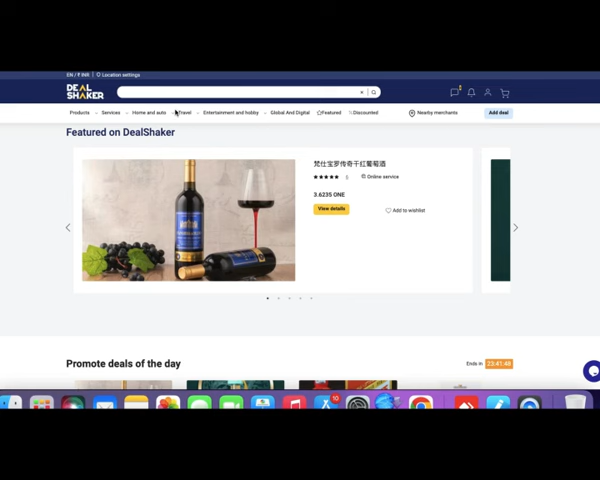 EN / ₹ INR Location settings
DEAL
SHAKER
Products Services Home and auto Travel Entertainment and hobby Global And Digital Featured Discounted Nearby merchants Add deal
Featured on DealShaker
梵仕宝罗传奇干红葡萄酒
Online service
3.6235 ONE
View details
Add to wishlist
Promote deals of the day
Ends in 23:41:48
10